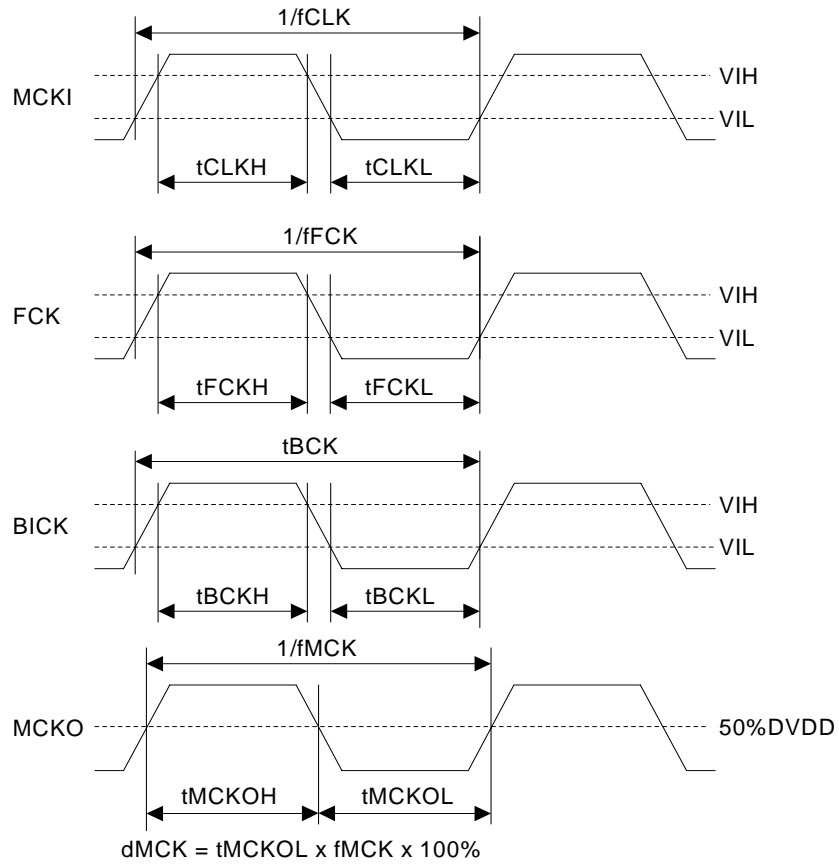 1/fCLK
MCKI
VIH
VIL
tCLKH
tCLKL
1/fFCK
FCK
VIH
VIL
tFCKH
tFCKL
tBCK
BICK
VIH
VIL
tBCKH
tBCKL
1/fMCK
MCKO
50%DVDD
tMCKOH
tMCKOL
dMCK = tMCKOL x fMCK x 100%